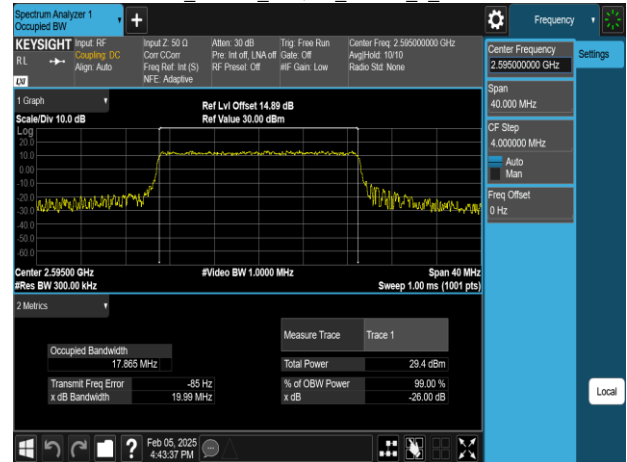 Spectrum Analyzer 1
Occupied BW
Frequency
KEYSIGHT
RL
LXI
Input: RF
Coupling: DC
Align: Auto
Input Z: 50 Ω
Corr CCorr
Freq Ref: Int (S)
NFE: Adaptive
Atten: 30 dB
Pre: Int off, LNA off
RF Presel: Off
Trig: Free Run
Gate: Off
#IF Gain: Low
Center Freq: 2.595000000 GHz
Avg|Hold: 10/10
Radio Std: None
Center Frequency
2.595000000 GHz
Settings
Span
40.000 MHz
CF Step
4.000000 MHz
Auto
Man
Freq Offset
0 Hz
Local
1 Graph
Scale/Div 10.0 dB
Ref Lvl Offset 14.89 dB
Ref Value 30.00 dBm
Log
20.0
10.0
0.00
-10.0
-20.0
-30.0
-40.0
-50.0
-60.0
Center 2.59500 GHz
#Video BW 1.0000 MHz
Span 40 MHz
#Res BW 300.00 kHz
Sweep 1.00 ms (1001 pts)
2 Metrics
Measure Trace
Trace 1
Occupied Bandwidth
17.865 MHz
Total Power
29.4 dBm
Transmit Freq Error
-85 Hz
% of OBW Power
99.00 %
x dB Bandwidth
19.99 MHz
x dB
-26.00 dB
?
Feb 05, 2025
4:43:37 PM